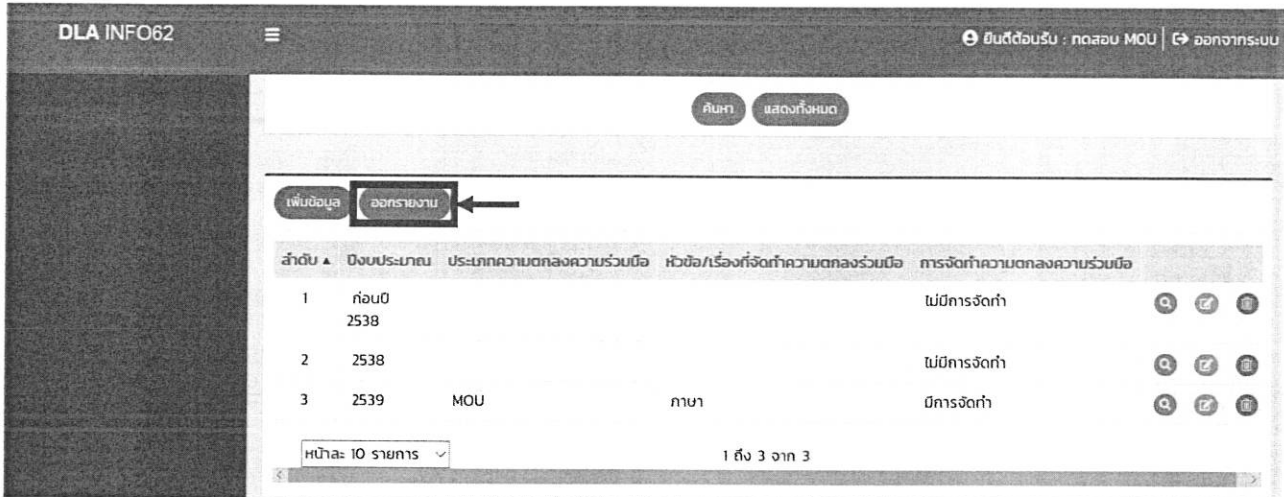 DLA INFO62 ยินดีต้อนรับ : ทดสอบ MOU ออกจากระบบ
ค้นหา แสดงทั้งหมด
เพิ่มข้อมูล ออกรายงาน
ลำดับ ▲ ปีงบประมาณ ประเภทความตกลงความร่วมมือ หัวข้อ/เรื่องที่จัดทำความตกลงร่วมมือ การจัดทำความตกลงความร่วมมือ
1 ก่อนปี ไม่มีการจัดทำ
2538
2 2538 ไม่มีการจัดทำ
3 2539 MOU ภาษา มีการจัดทำ
หน้าละ 10 รายการ 1 ถึง 3 จาก 3